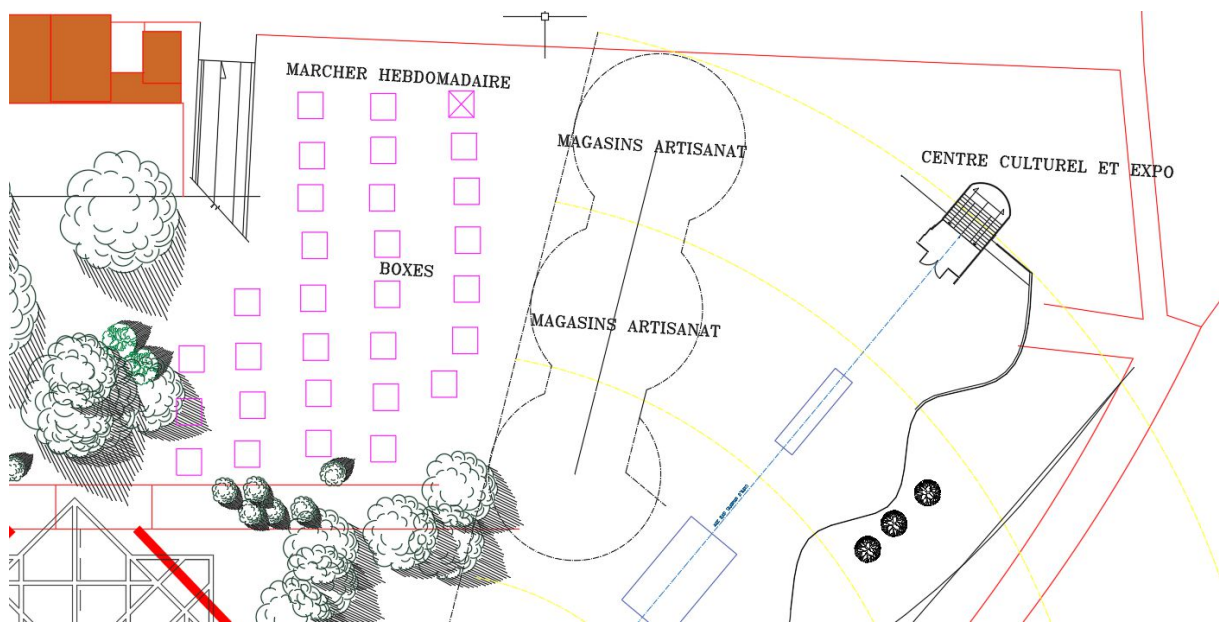 MARCHER HEBDOMADAIRE
MAGASINS ARTISANAT
CENTRE CULTUREL ET EXPO
BOXES
MAGASINS ARTISANAT